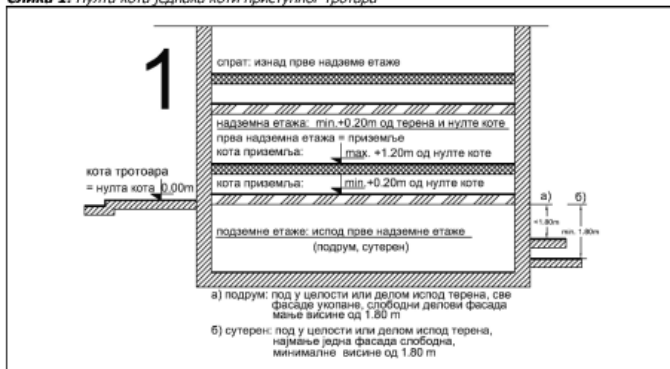 Слика 1. Нулта кота једнака коти приступног тротоара
1
спрат: изнад прве надземе етаже
надземна етажа: min.+0.20m од терена и нулте коте
прва надземна етажа = приземље
кота приземља: max. +1.20m од нулте коте
кота тротоара
= нулта кота 0.00m
кота приземља: min.+0.20m од нулте коте
а) б)
<1.80m
min. 1.80m
подземне етаже: испод прве надземне етаже
(подрум, сутерен)
а) подрум: под у целости или делом испод терена, све
фасаде укопане, слободни делови фасада
мање висине од 1.80 m
б) сутерен: под у целости или делом испод терена,
најмање једна фасада слободна,
минималне висине од 1.80 m